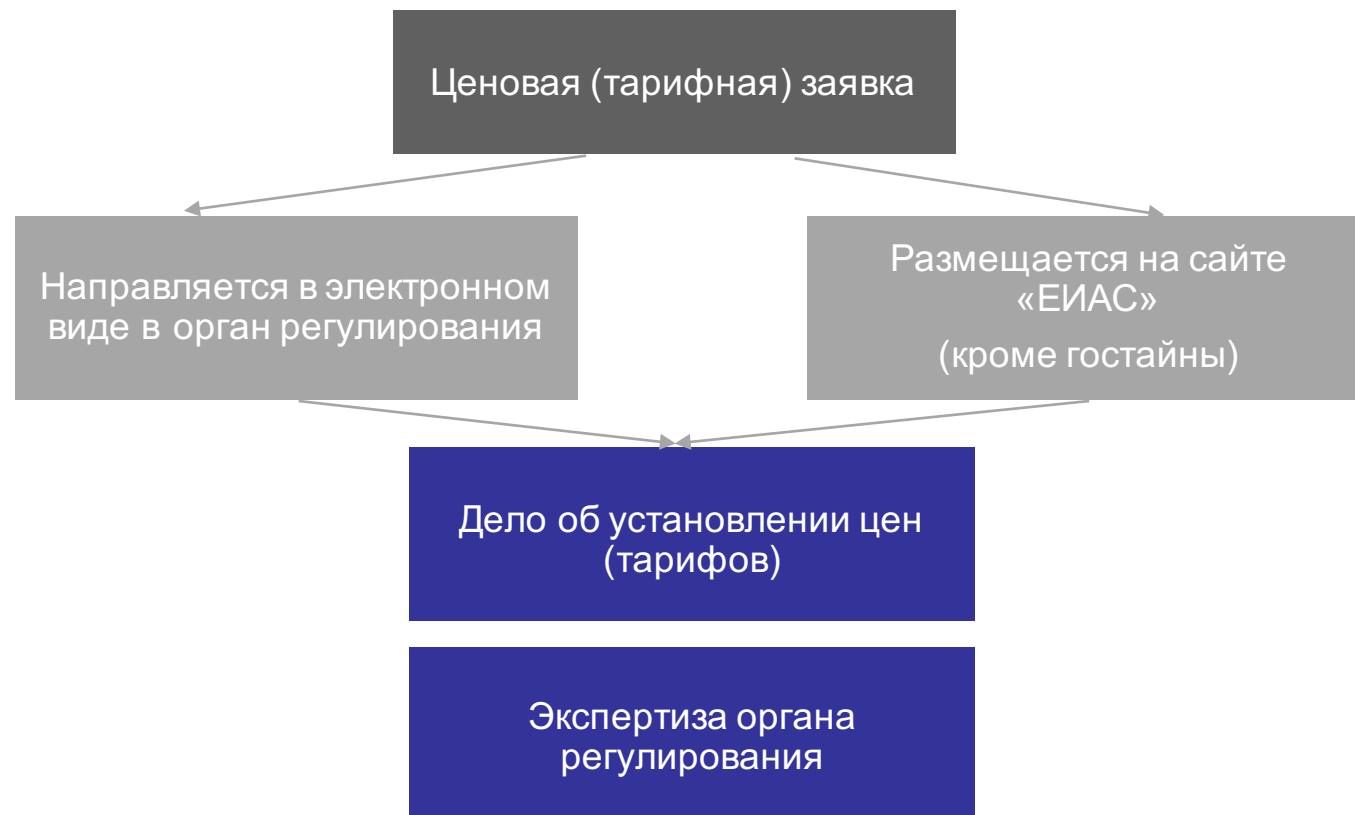 Ценовая (тарифная) заявка
Направляется в электронном
виде в орган регулирования
Размещается на сайте
«ЕИАС»
(кроме гостайны)
Дело об установлении цен
(тарифов)
Экспертиза органа
регулирования